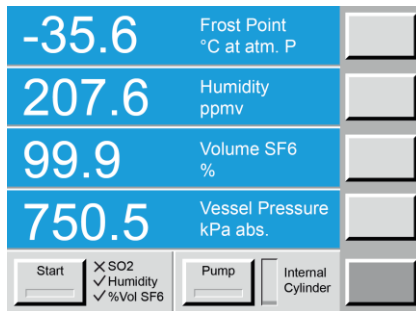 -35.6
Frost Point
°C at atm. P
207.6
Humidity
ppmv
99.9
Volume SF6
%
750.5
Vessel Pressure
kPa abs.
Start
✕ SO2
✓ Humidity
✓ %Vol SF6
Pump
Internal
Cylinder